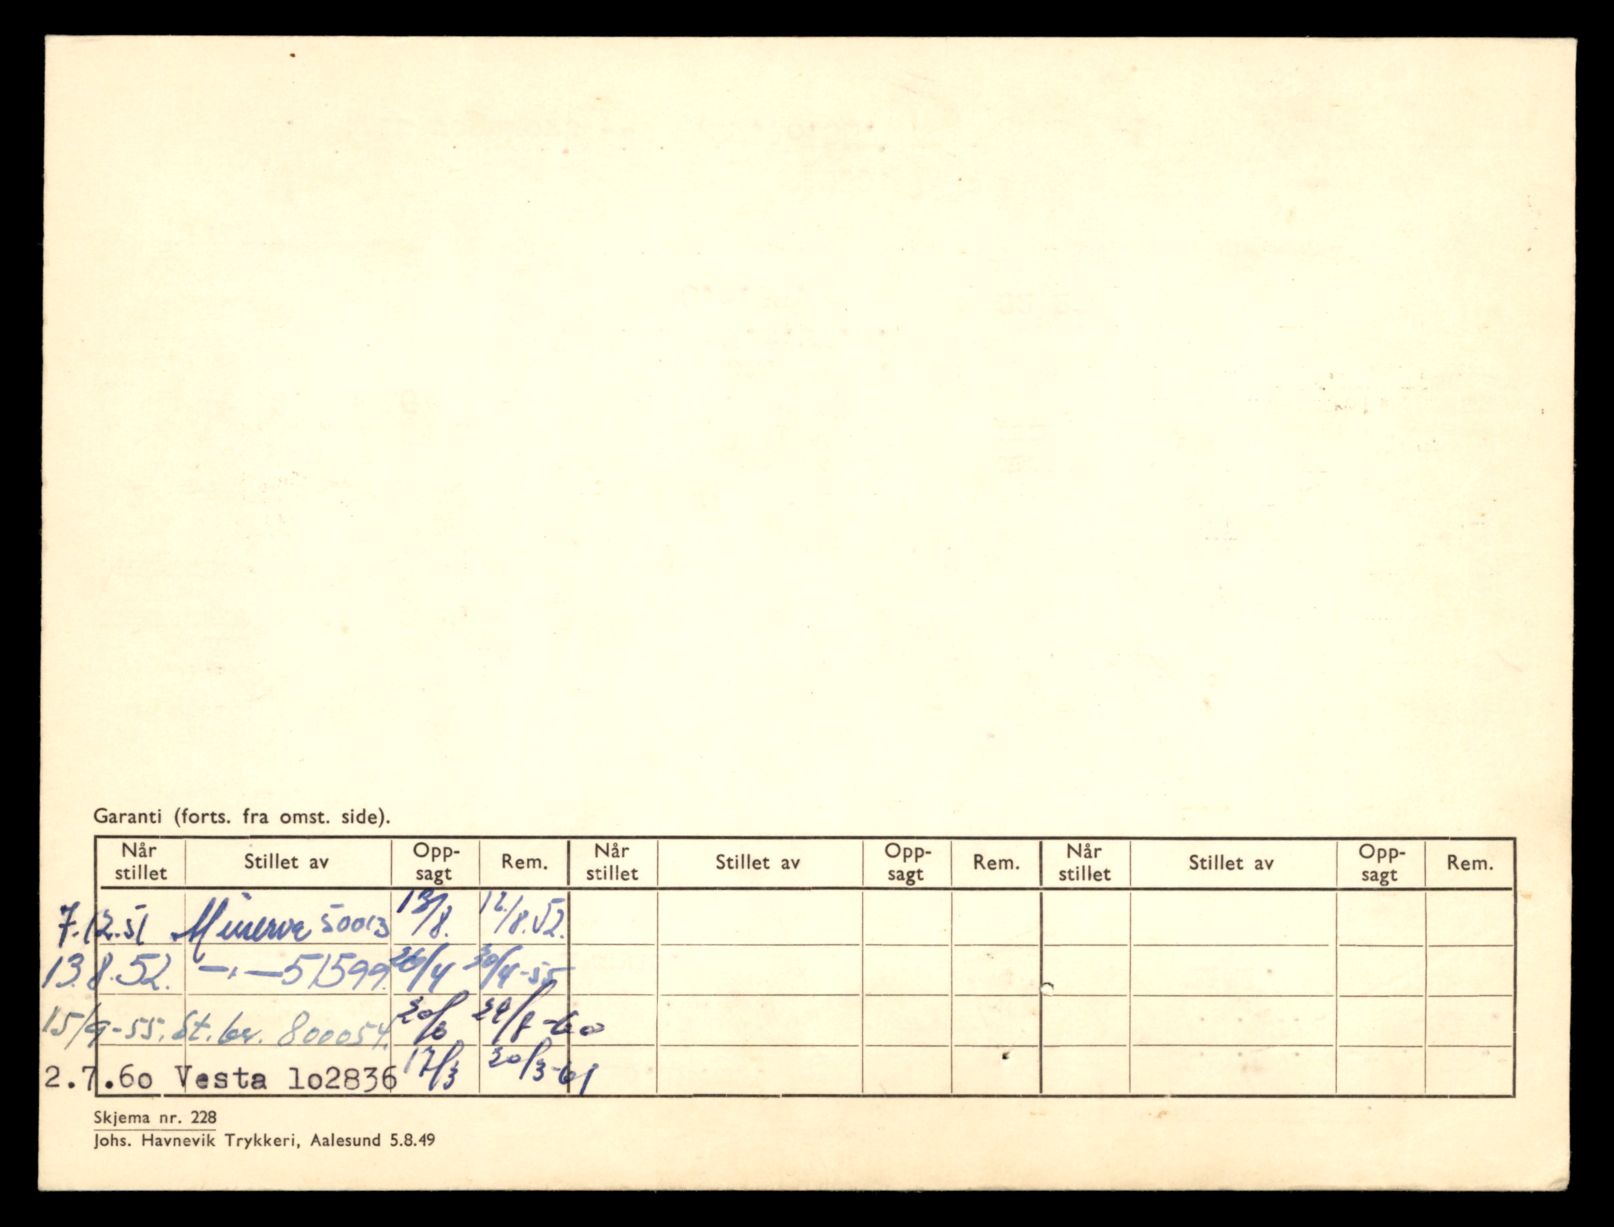 Garanti (forts. fra omst. side).
Når stillet Stillet av Opp-sagt Rem. Når stillet Stillet av Opp-sagt Rem. Når stillet Stillet av Opp-sagt Rem.
7.12.51 Minerva 50013 13/8. 12/8.52.
13.8.52. —"— 51599. 26/4 30/4-55
15/9-55. St.br. 800054. 20/6 29/8-60
2.7.60 Vesta 102836 17/3 20/3-61
Skjema nr. 228
Johs. Havnevik Trykkeri, Aalesund 5.8.49